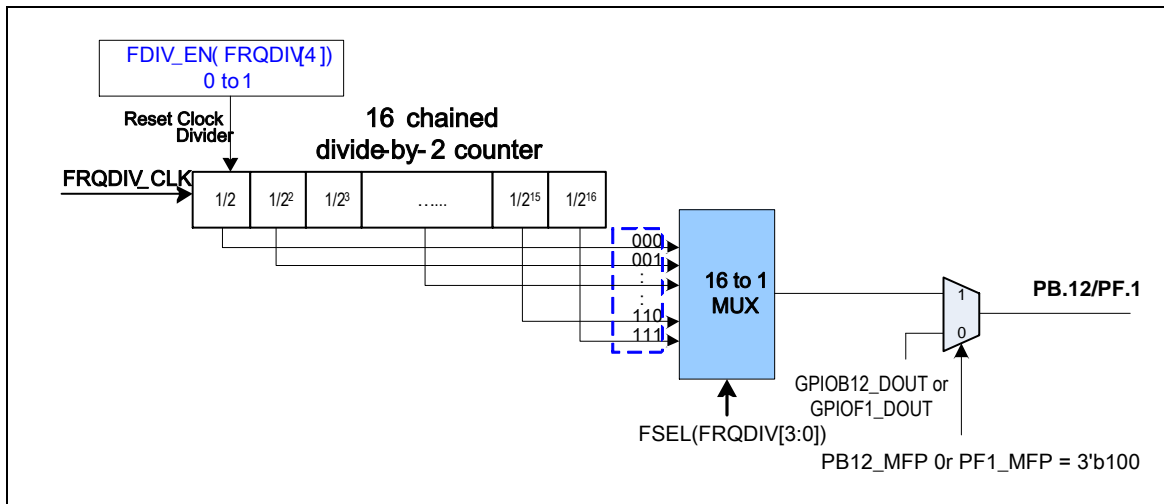 FDIV_EN( FRQDIV[4 ])
0 to 1
Reset Clock
Divider
16 chained
divide-by-2 counter
FRQDIV_CLK
1/2 1/2² 1/2³ …... 1/2¹⁵ 1/2¹⁶
000
001
:
:
110
111
16 to 1
MUX
FSEL(FRQDIV[3:0])
1
0
PB.12/PF.1
GPIOB12_DOUT or
GPIOF1_DOUT
PB12_MFP 0r PF1_MFP = 3'b100